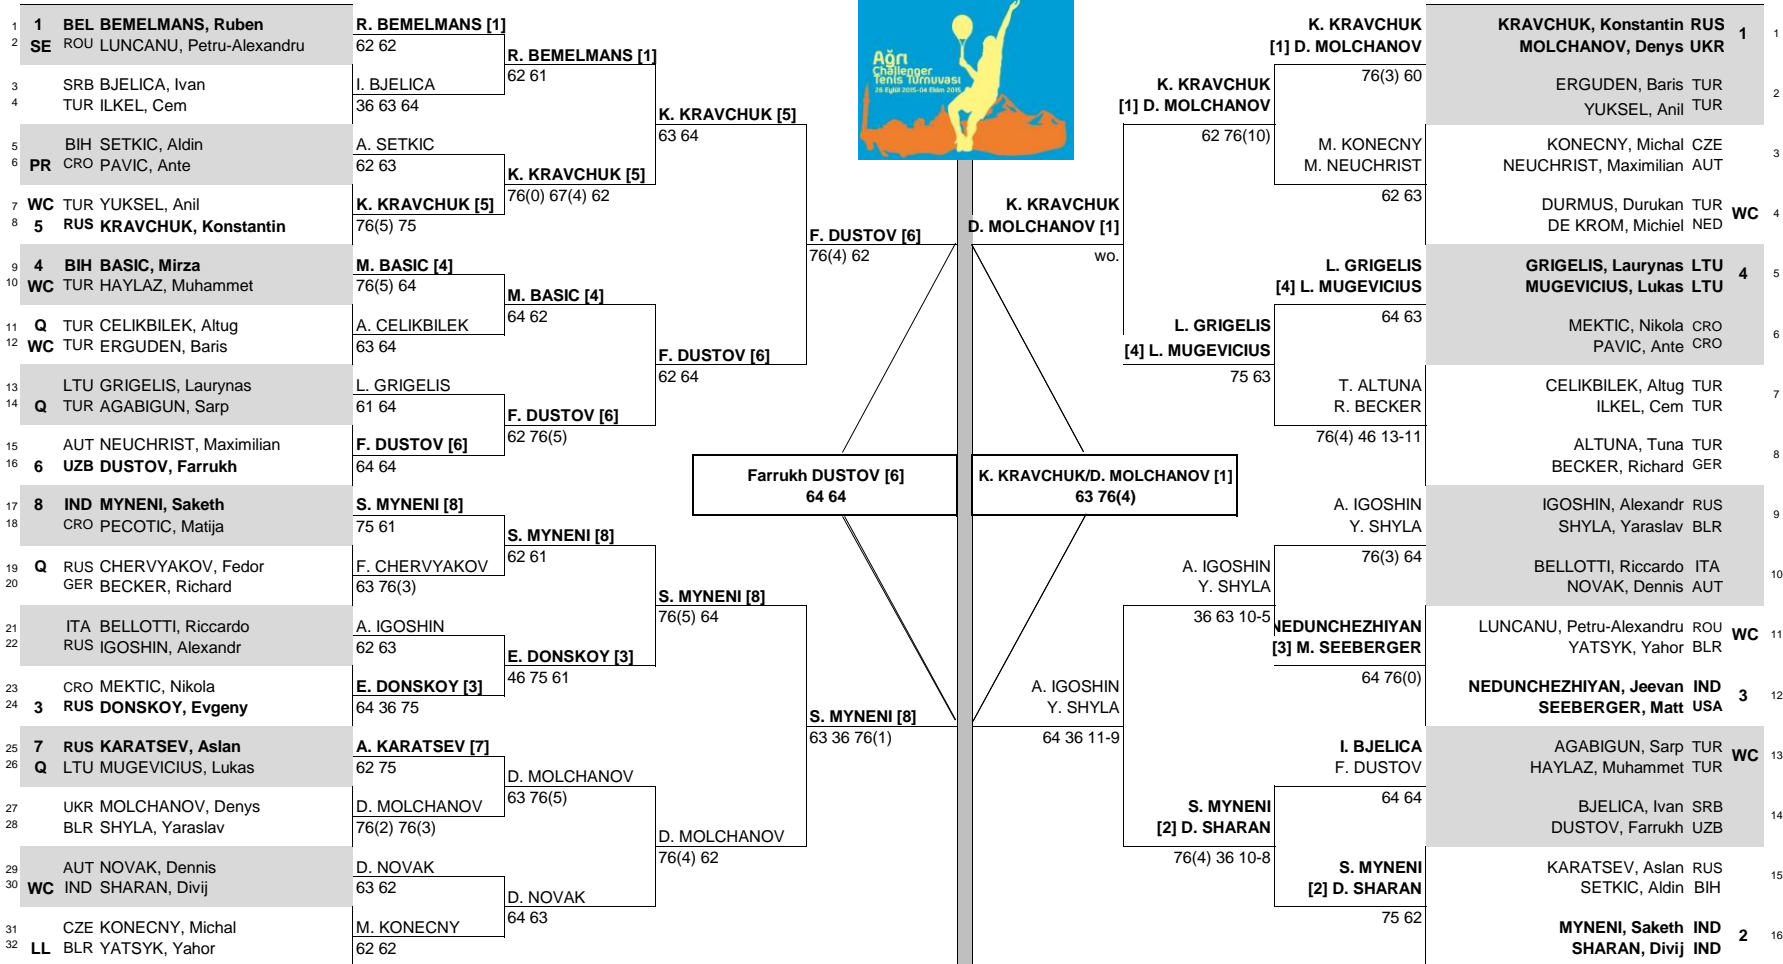 1 1 BEL BEMELMANS, Ruben
2 SE ROU LUNCANU, Petru-Alexandru
3 SRB BJELICA, Ivan
4 TUR ILKEL, Cem
5 BIH SETKIC, Aldin
6 PR CRO PAVIC, Ante
7 WC TUR YUKSEL, Anil
8 5 RUS KRAVCHUK, Konstantin
9 4 BIH BASIC, Mirza
10 WC TUR HAYLAZ, Muhammet
11 Q TUR CELIKBILEK, Altug
12 WC TUR ERGUDEN, Baris
13 LTU GRIGELIS, Laurynas
14 Q TUR AGABIGUN, Sarp
15 AUT NEUCHRIST, Maximilian
16 6 UZB DUSTOV, Farrukh
17 8 IND MYNENI, Saketh
18 CRO PECOTIC, Matija
19 Q RUS CHERVYAKOV, Fedor
20 GER BECKER, Richard
21 ITA BELLOTTI, Riccardo
22 RUS IGOSHIN, Alexandr
23 CRO MEKTIC, Nikola
24 3 RUS DONSKOY, Evgeny
25 7 RUS KARATSEV, Aslan
26 Q LTU MUGEVICIUS, Lukas
27 UKR MOLCHANOV, Denys
28 BLR SHYLA, Yaraslav
29 AUT NOVAK, Dennis
30 WC IND SHARAN, Divij
31 CZE KONECNY, Michal
32 LL BLR YATSYK, Yahor
R. BEMELMANS [1]
62 62
I. BJELICA
36 63 64
A. SETKIC
62 63
K. KRAVCHUK [5]
76(5) 75
M. BASIC [4]
76(5) 64
A. CELIKBILEK
63 64
L. GRIGELIS
61 64
F. DUSTOV [6]
64 64
S. MYNENI [8]
75 61
F. CHERVYAKOV
63 76(3)
A. IGOSHIN
62 63
E. DONSKOY [3]
64 36 75
A. KARATSEV [7]
62 75
D. MOLCHANOV
76(2) 76(3)
D. NOVAK
63 62
M. KONECNY
62 62
R. BEMELMANS [1]
62 61
K. KRAVCHUK [5]
76(0) 67(4) 62
M. BASIC [4]
64 62
F. DUSTOV [6]
62 76(5)
S. MYNENI [8]
62 61
E. DONSKOY [3]
46 75 61
D. MOLCHANOV
63 76(5)
D. NOVAK
64 63
K. KRAVCHUK [5]
63 64
F. DUSTOV [6]
62 64
S. MYNENI [8]
76(5) 64
D. MOLCHANOV
76(4) 62
F. DUSTOV [6]
76(4) 62
S. MYNENI [8]
63 36 76(1)
Farrukh DUSTOV [6]
64 64
Ağrı
Challenger
Tenis Turnuvası
28 Eylül 2015-04 Ekim 2015
K. KRAVCHUK/D. MOLCHANOV [1]
63 76(4)
K. KRAVCHUK
D. MOLCHANOV [1]
wo.
A. IGOSHIN
Y. SHYLA
64 36 11-9
K. KRAVCHUK
[1] D. MOLCHANOV
62 76(10)
L. GRIGELIS
[4] L. MUGEVICIUS
75 63
A. IGOSHIN
Y. SHYLA
36 63 10-5
S. MYNENI
[2] D. SHARAN
76(4) 36 10-8
K. KRAVCHUK
[1] D. MOLCHANOV
76(3) 60
M. KONECNY
M. NEUCHRIST
62 63
L. GRIGELIS
[4] L. MUGEVICIUS
64 63
T. ALTUNA
R. BECKER
76(4) 46 13-11
A. IGOSHIN
Y. SHYLA
76(3) 64
NEDUNCHEZHIYAN
[3] M. SEEBERGER
64 76(0)
I. BJELICA
F. DUSTOV
64 64
S. MYNENI
[2] D. SHARAN
75 62
KRAVCHUK, Konstantin RUS 1 1
MOLCHANOV, Denys UKR
ERGUDEN, Baris TUR 2
YUKSEL, Anil TUR
KONECNY, Michal CZE 3
NEUCHRIST, Maximilian AUT
DURMUS, Durukan TUR WC 4
DE KROM, Michiel NED
GRIGELIS, Laurynas LTU 4 5
MUGEVICIUS, Lukas LTU
MEKTIC, Nikola CRO 6
PAVIC, Ante CRO
CELIKBILEK, Altug TUR 7
ILKEL, Cem TUR
ALTUNA, Tuna TUR 8
BECKER, Richard GER
IGOSHIN, Alexandr RUS 9
SHYLA, Yaraslav BLR
BELLOTTI, Riccardo ITA 10
NOVAK, Dennis AUT
LUNCANU, Petru-Alexandru ROU WC 11
YATSYK, Yahor BLR
NEDUNCHEZHIYAN, Jeevan IND 3 12
SEEBERGER, Matt USA
AGABIGUN, Sarp TUR WC 13
HAYLAZ, Muhammet TUR
BJELICA, Ivan SRB 14
DUSTOV, Farrukh UZB
KARATSEV, Aslan RUS 15
SETKIC, Aldin BIH
MYNENI, Saketh IND 2 16
SHARAN, Divij IND